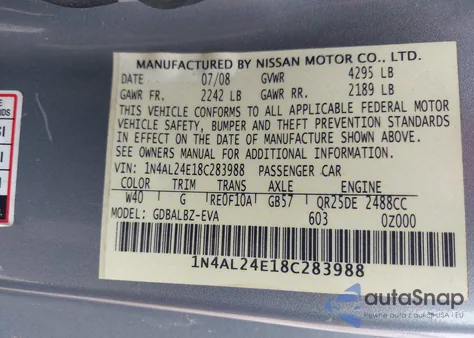 MANUFACTURED BY NISSAN MOTOR CO., LTD.
DATE 07/08 GVWR 4295 LB
GAWR FR. 2242 LB GAWR RR. 2189 LB
THIS VEHICLE CONFORMS TO ALL APPLICABLE FEDERAL MOTOR
VEHICLE SAFETY, BUMPER AND THEFT PREVENTION STANDARDS
IN EFFECT ON THE DATE OF MANUFACTURE SHOWN ABOVE.
SEE OWNERS MANUAL FOR ADDITIONAL INFORMATION.
VIN: 1N4AL24E18C283988 PASSENGER CAR
COLOR TRIM TRANS AXLE ENGINE
W40 G RE0F10A GB57 QR25DE 2488CC
MODEL: GDBALBZ-EVA 603 0Z000
1N4AL24E18C283988
autoSnap